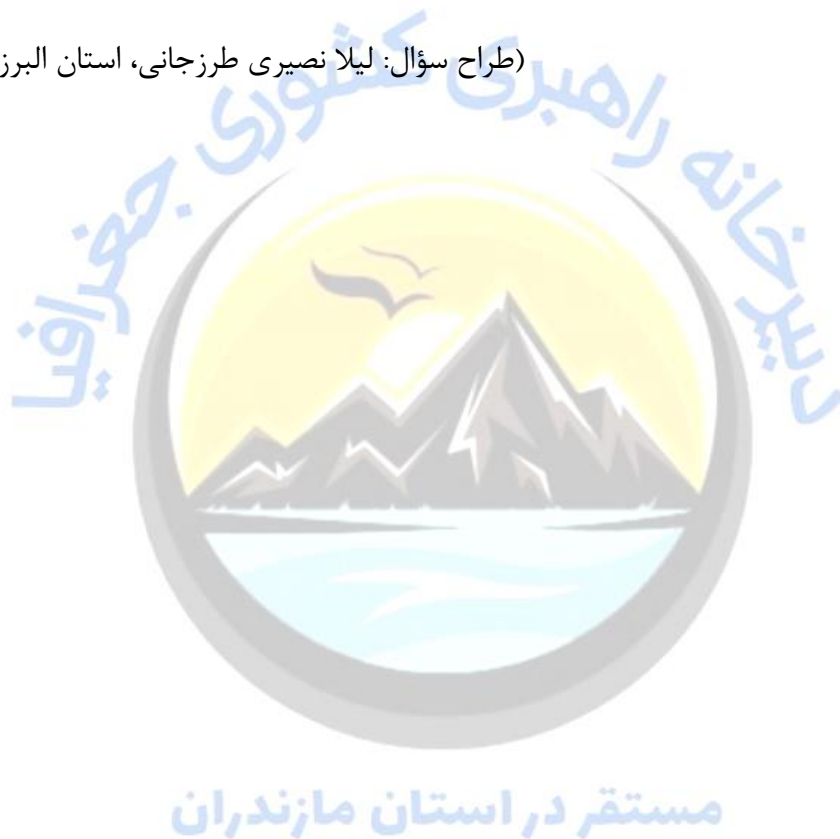 (طراح سؤال: لیلا نصیری طرزجانی، استان البرز
دبیرخانه راهبری کشوری جغرافیا
مستقر در استان مازندران